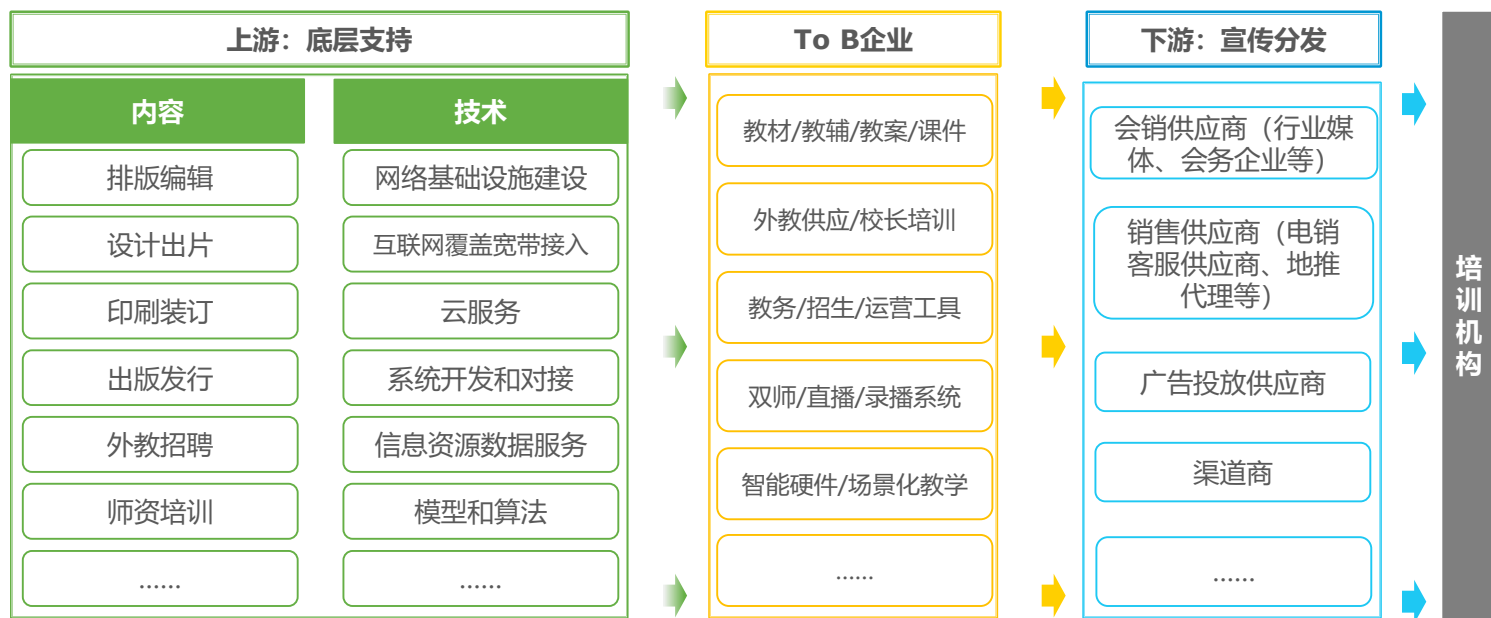 上游：底层支持
内容
技术
排版编辑
网络基础设施建设
设计出片
互联网覆盖宽带接入
印刷装订
云服务
出版发行
系统开发和对接
外教招聘
信息资源数据服务
师资培训
模型和算法
......
......
To B企业
教材/教辅/教案/课件
外教供应/校长培训
教务/招生/运营工具
双师/直播/录播系统
智能硬件/场景化教学
......
下游：宣传分发
会销供应商（行业媒
体、会务企业等）
销售供应商（电销
客服供应商、地推
代理等）
广告投放供应商
渠道商
......
培训机构